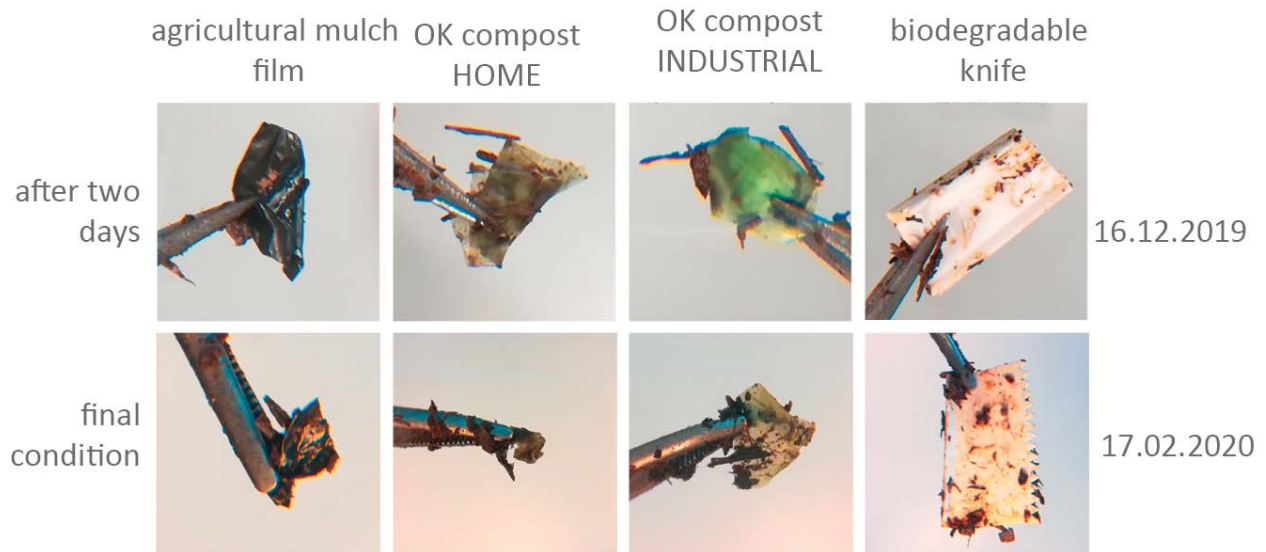 agricultural mulch
film
OK compost
HOME
OK compost
INDUSTRIAL
biodegradable
knife
after two
days
16.12.2019
final
condition
17.02.2020